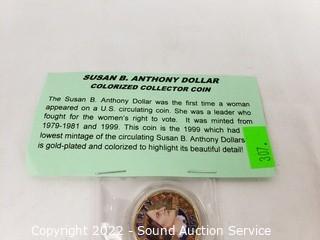 SUSAN B. ANTHONY DOLLAR
COLORIZED COLLECTOR COIN
The Susan B. Anthony Dollar was the first time a woman
appeared on a U.S. circulating coin. She was a leader who
fought for the women's right to vote. It was minted from
1979-1981 and 1999. This coin is the 1999 which had
lowest mintage of the circulating Susan B. Anthony Dollars
is gold-plated and colorized to highlight its beautiful detail!
307.
Copyright 2022 - Sound Auction Service